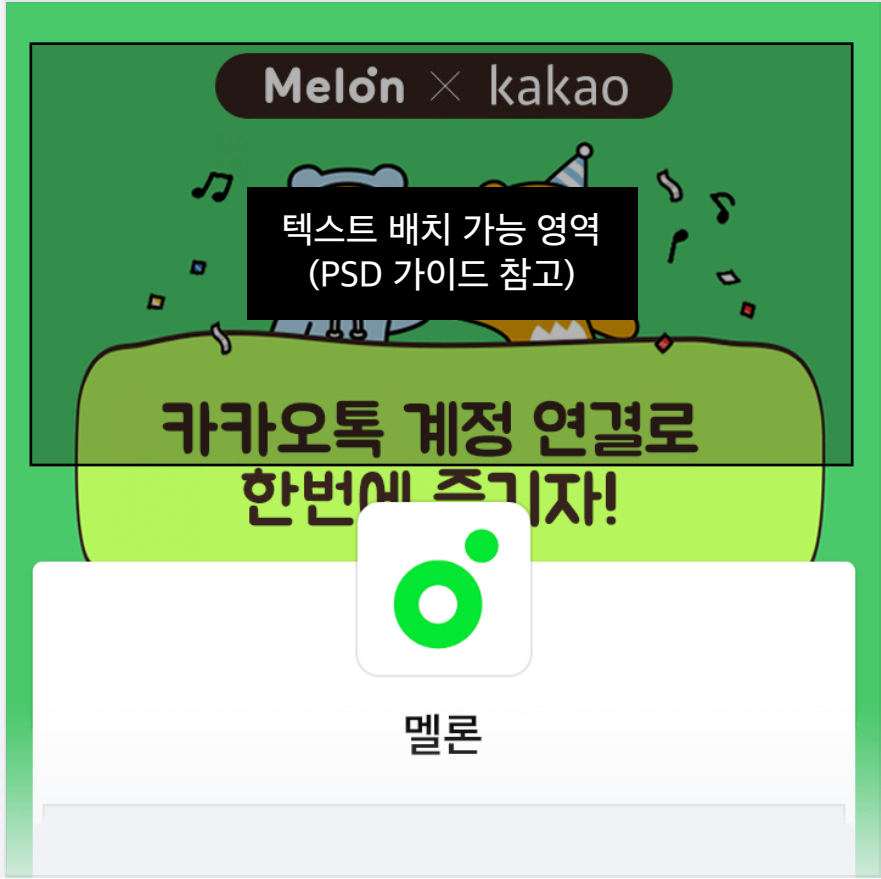 Melon × kakao
텍스트 배치 가능 영역
(PSD 가이드 참고)
카카오톡 계정 연결로
한번에 즐기자!
멜론